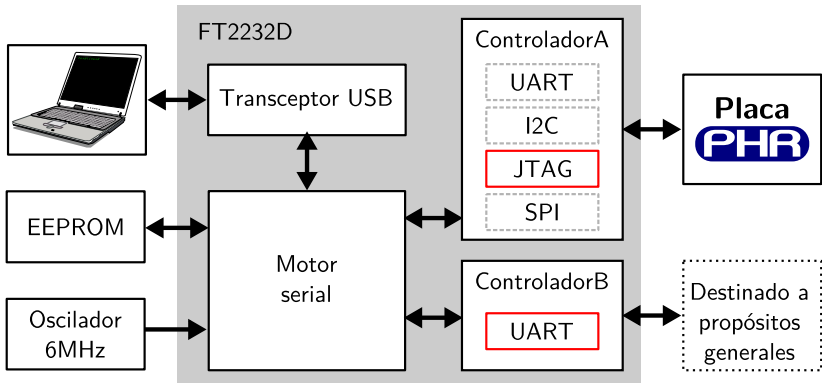 FT2232D
ControladorA
Transceptor USB
UART
I2C
JTAG
SPI
Placa
PHR
EEPROM
Motor
serial
ControladorB
UART
Oscilador
6MHz
Destinado a
propósitos
generales